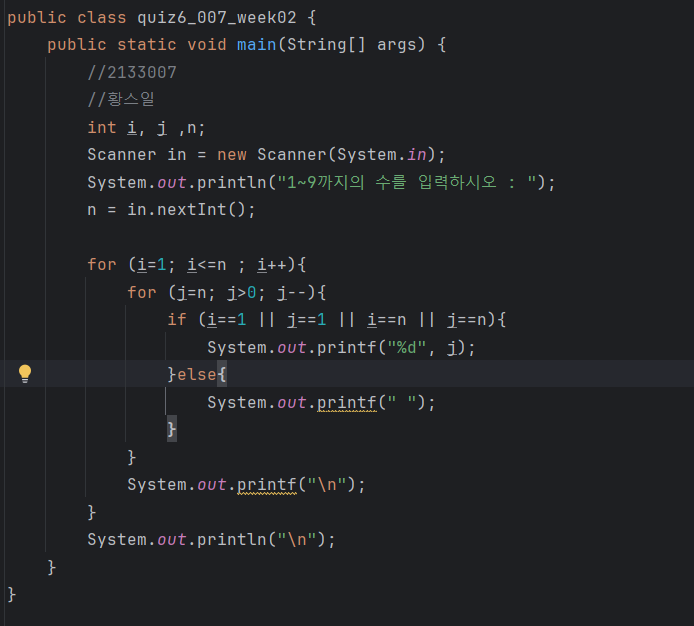 public class quiz6_007_week02 {
    public static void main(String[] args) {
        //2133007
        //황스일
        int i, j ,n;
        Scanner in = new Scanner(System.in);
        System.out.println("1~9까지의 수를 입력하시오 : ");
        n = in.nextInt();

        for (i=1; i<=n ; i++){
            for (j=n; j>0; j--){
                if (i==1 || j==1 || i==n || j==n){
                    System.out.printf("%d", j);
                }else{
                    System.out.printf(" ");
                }
            }
            System.out.printf("\n");
        }
        System.out.println("\n");
    }
}